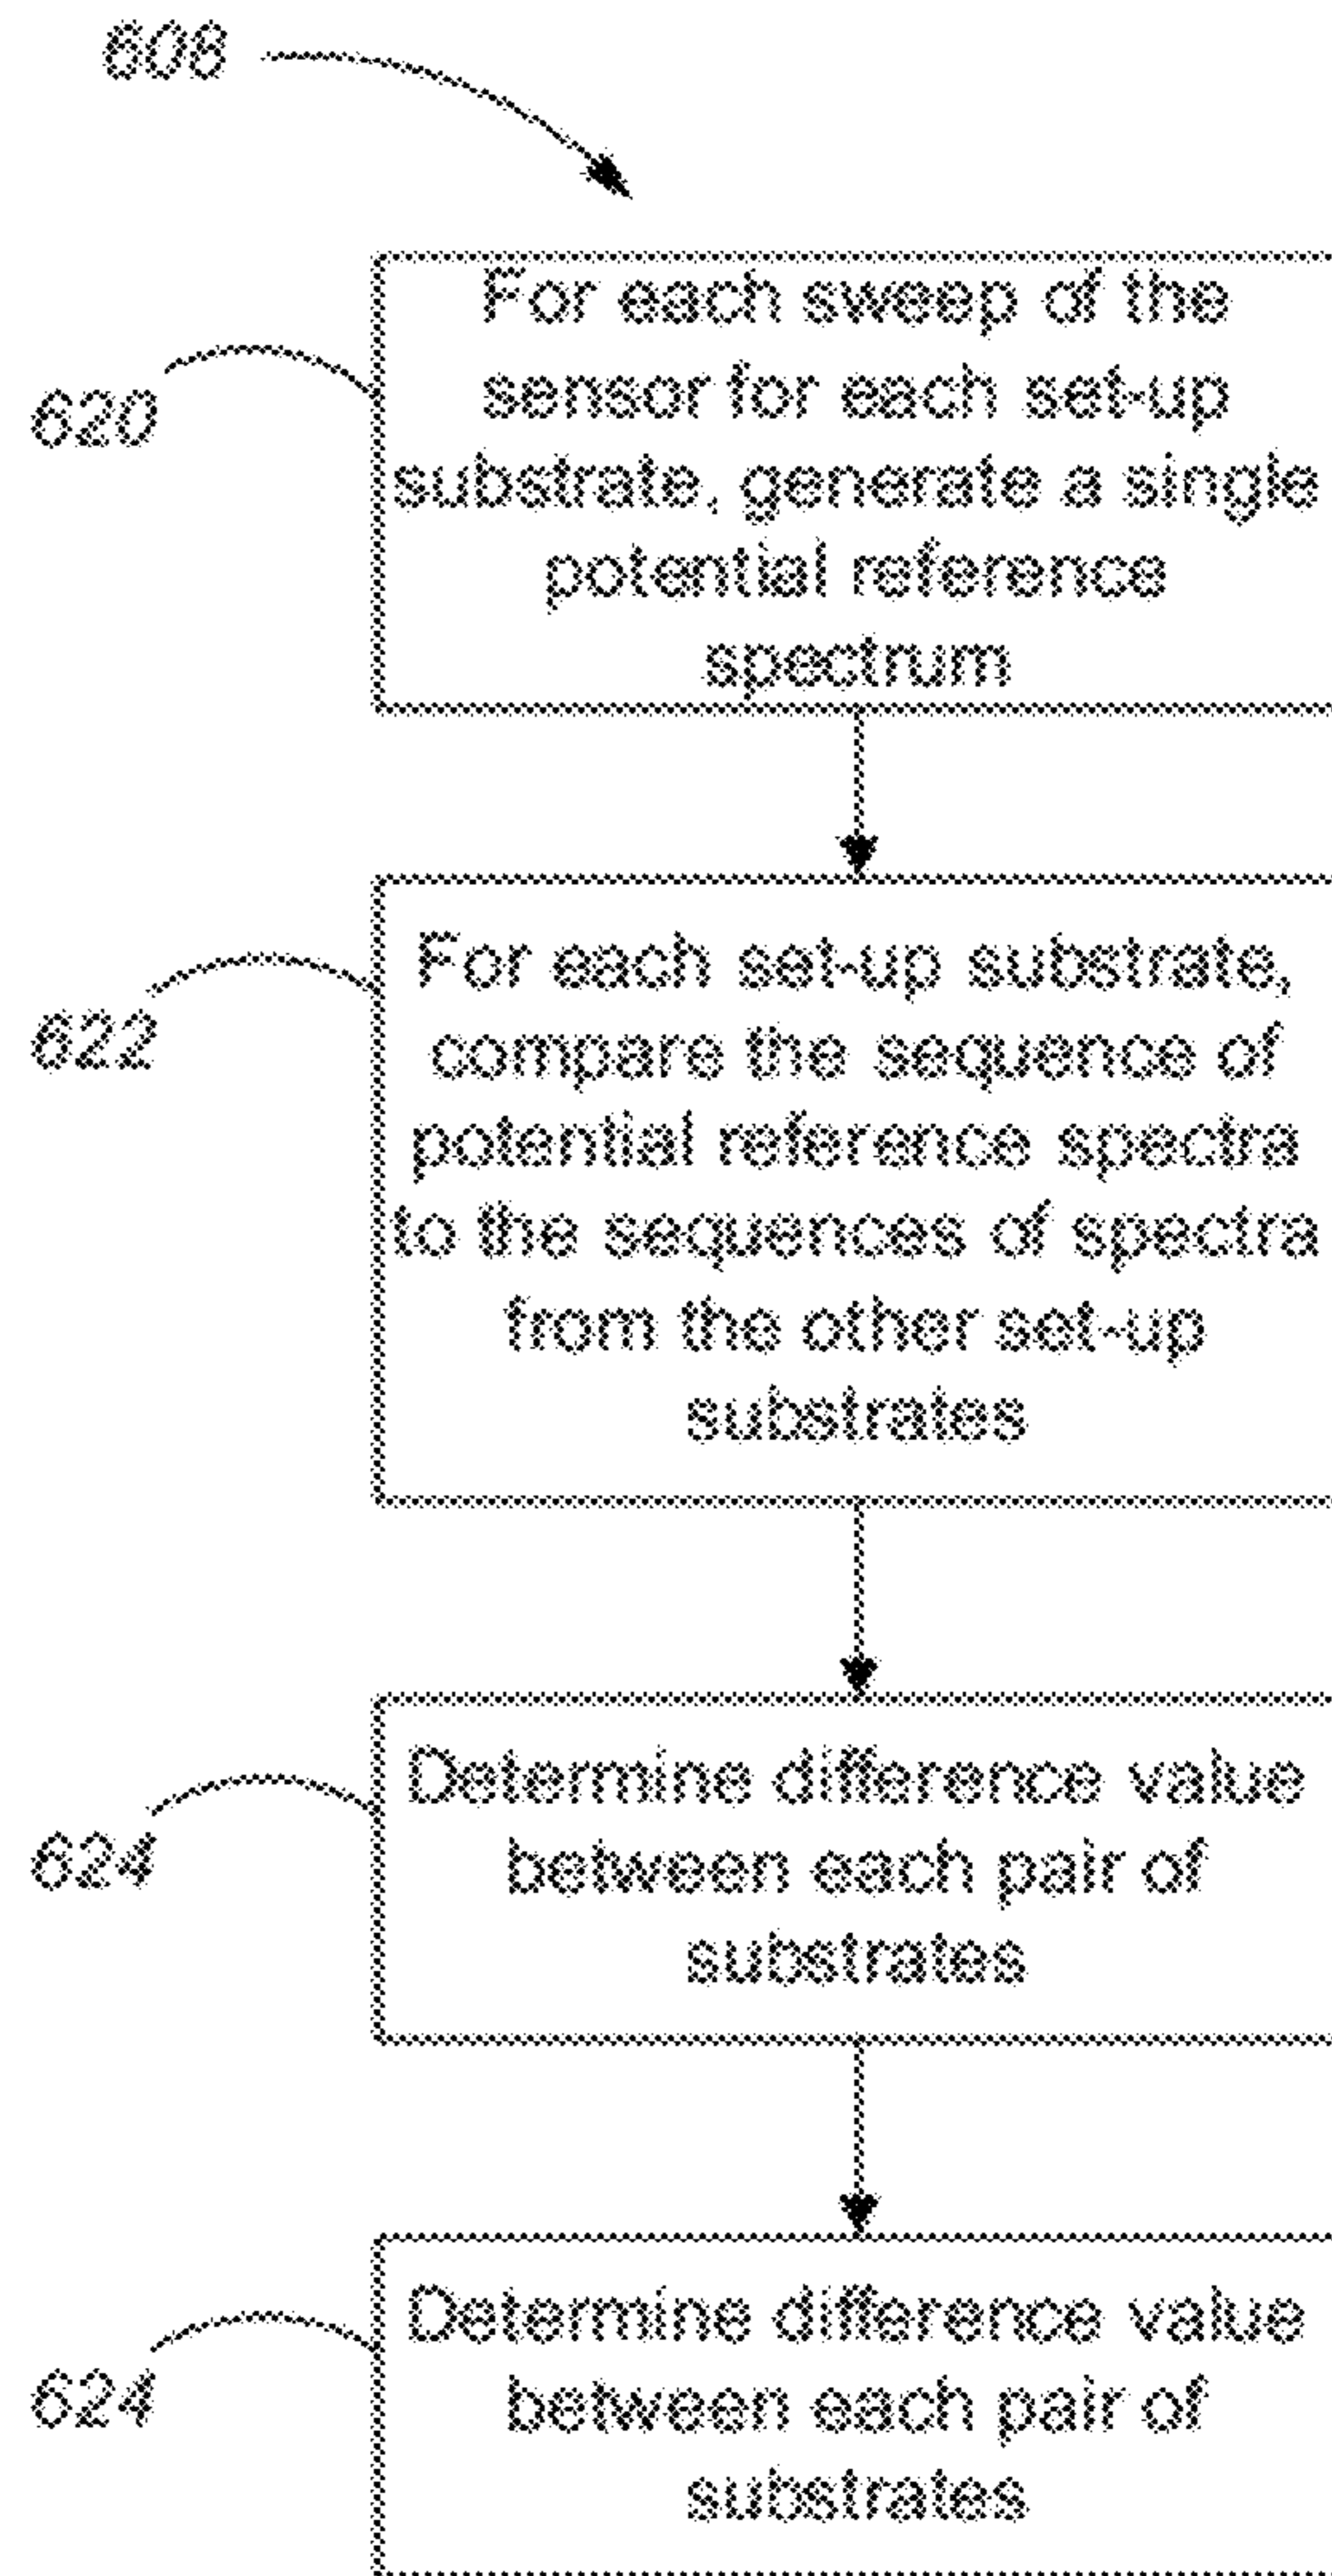 608
For each sweep of the
620
sensor for each set-up
substrate, generate a single
potential reference
spectrum
For each set-up substrate,
622
compare the sequence of
potential reference spectra
to the sequences of spectra
from the other set-up
substrates
Determine difference value
624
between each pair of
substrates
Determine difference value
624
between each pair of
substrates